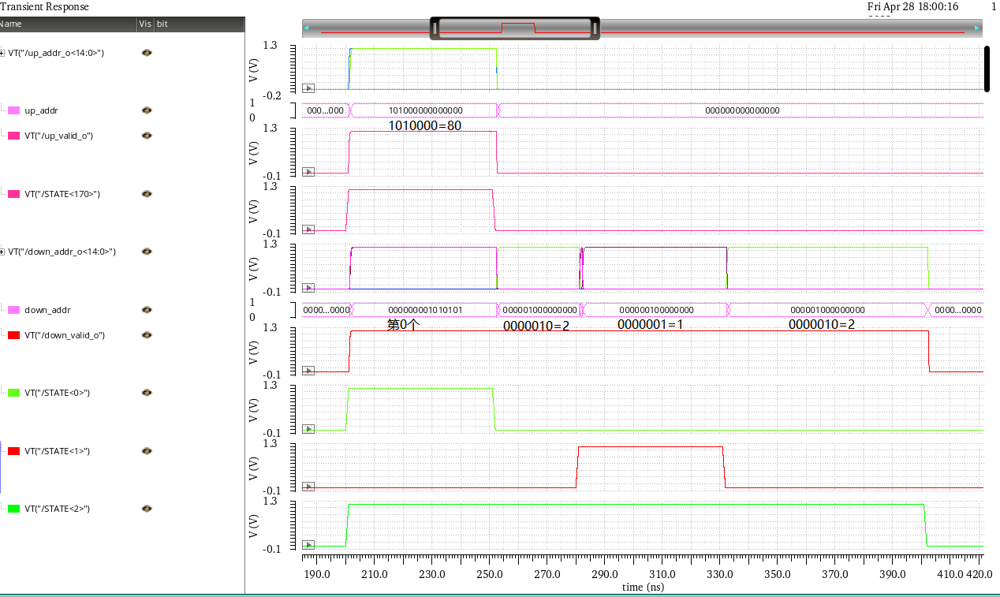 Transient Response
Fri Apr 28 18:00:16 1
Name Vis bit
VT("/up_addr_o<14:0>")
up_addr
VT("/up_valid_o")
VT("/STATE<170>")
VT("/down_addr_o<14:0>")
down_addr
VT("/down_valid_o")
VT("/STATE<0>")
VT("/STATE<1>")
VT("/STATE<2>")
1.3
V (V)
-0.2
1
000...000 101000000000000 000000000000000
0
1010000=80
1.3
V (V)
-0.1
1.3
V (V)
-0.1
1.3
V (V)
-0.1
1
0000...0000 000000001010101 000001000000000 000000100000000 000001000000000 0000...0000
0
第0个 0000010=2 0000001=1 0000010=2
1.3
V (V)
-0.1
1.3
V (V)
-0.1
1.3
V (V)
-0.1
1.3
V (V)
-0.1
190.0 210.0 230.0 250.0 270.0 290.0 310.0 330.0 350.0 370.0 390.0 410.0 420.0
time (ns)